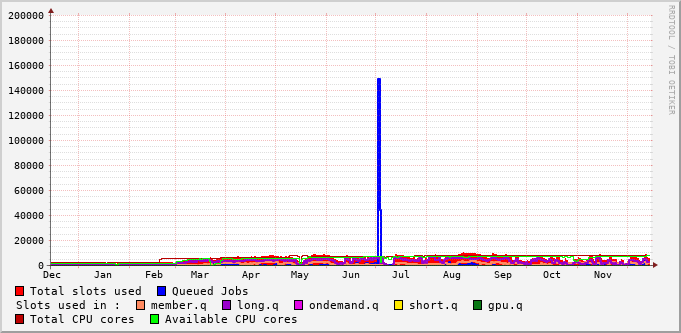 RRDTOOL / TOBI OETIKER
200000
180000
160000
140000
120000
100000
80000
60000
40000
20000
0
Dec Jan Feb Mar Apr May Jun Jul Aug Sep Oct Nov
Total slots used Queued Jobs
Slots used in : member.q long.q ondemand.q short.q gpu.q
Total CPU cores Available CPU cores